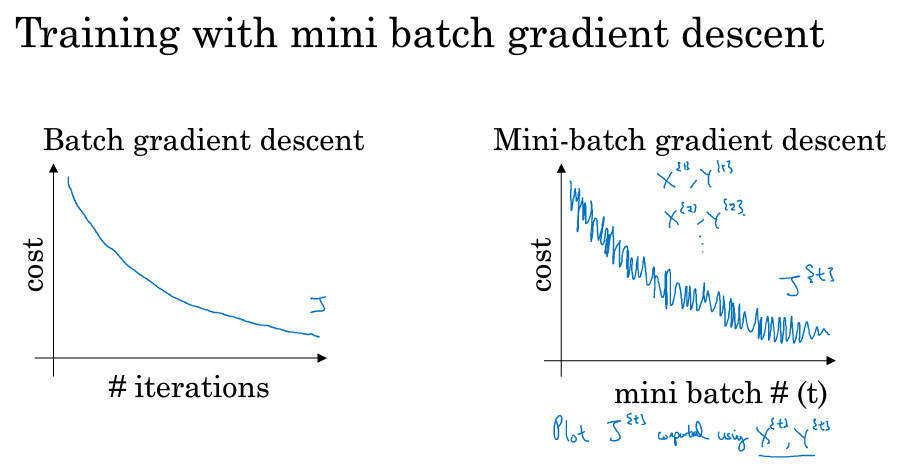 Training with mini batch gradient descent
Batch gradient descent
cost
J
# iterations
Mini-batch gradient descent
X^{1}, Y^{1}
X^{2}, Y^{2}.
⋮
cost
J^{t}
mini batch # (t)
Plot J^{t} computed using X^{t}, Y^{t}